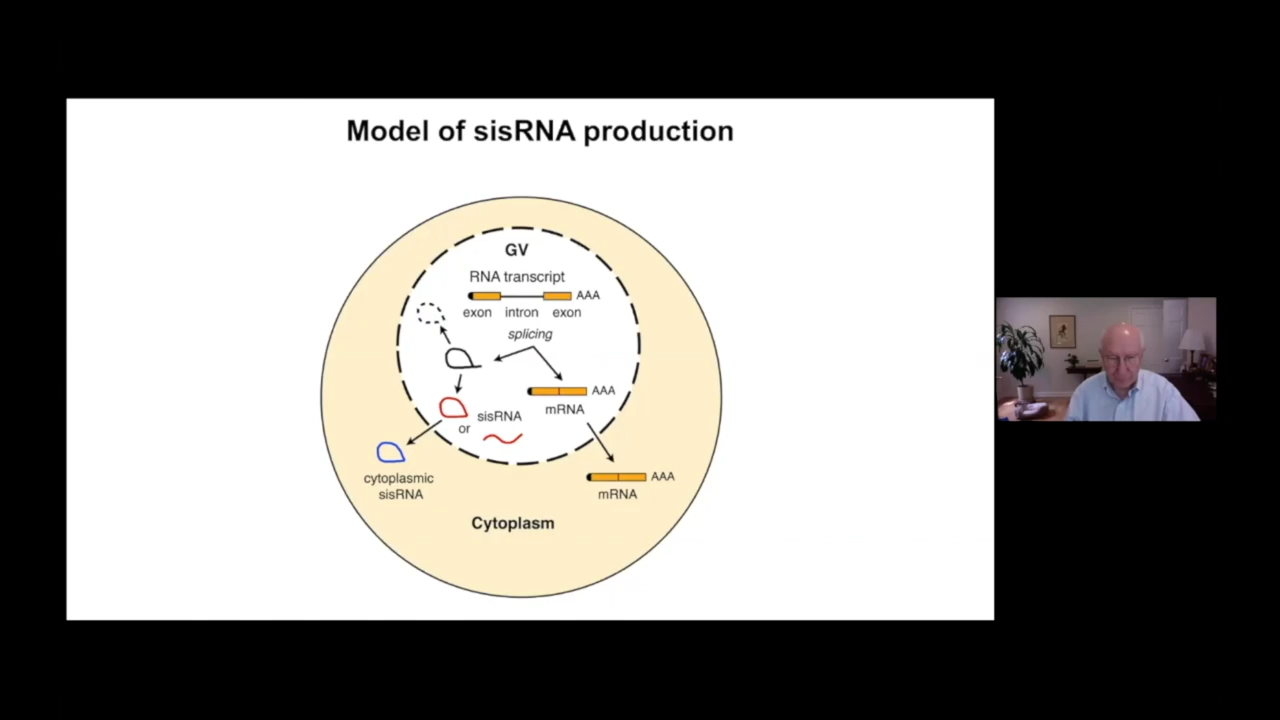 Model of sisRNA production
GV
RNA transcript
AAA
exon intron exon
splicing
AAA
mRNA
sisRNA
or
cytoplasmic
sisRNA
AAA
mRNA
Cytoplasm